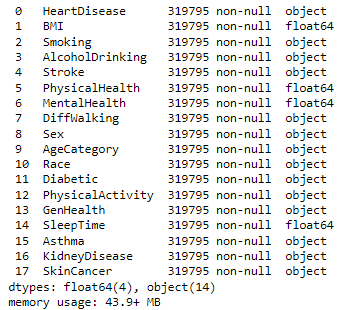 0 HeartDisease 319795 non-null object
1 BMI 319795 non-null float64
2 Smoking 319795 non-null object
3 AlcoholDrinking 319795 non-null object
4 Stroke 319795 non-null object
5 PhysicalHealth 319795 non-null float64
6 MentalHealth 319795 non-null float64
7 DiffWalking 319795 non-null object
8 Sex 319795 non-null object
9 AgeCategory 319795 non-null object
10 Race 319795 non-null object
11 Diabetic 319795 non-null object
12 PhysicalActivity 319795 non-null object
13 GenHealth 319795 non-null object
14 SleepTime 319795 non-null float64
15 Asthma 319795 non-null object
16 KidneyDisease 319795 non-null object
17 SkinCancer 319795 non-null object
dtypes: float64(4), object(14)
memory usage: 43.9+ MB